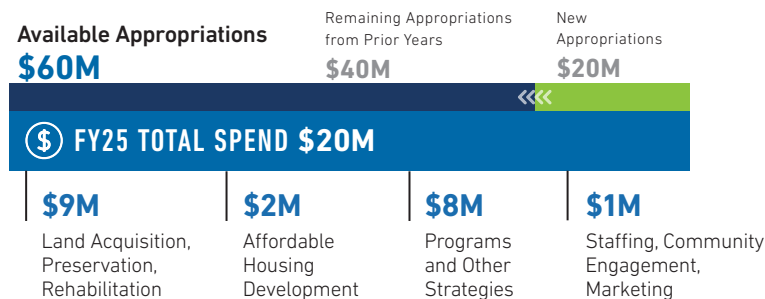 Available Appropriations
$60M
Remaining Appropriations
from Prior Years
$40M
New
Appropriations
$20M
$ FY25 TOTAL SPEND $20M
$9M
Land Acquisition,
Preservation,
Rehabilitation
$2M
Affordable
Housing
Development
$8M
Programs
and Other
Strategies
$1M
Staffing, Community
Engagement,
Marketing